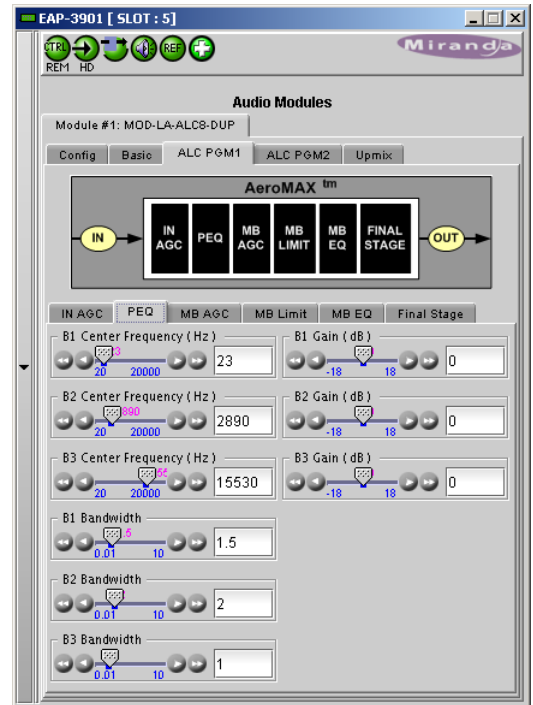 EAP-3901 [ SLOT : 5]
CTRL REF
REM HD
Miranda
Audio Modules
Module #1: MOD-LA-ALC8-DUP
Config Basic ALC PGM1 ALC PGM2 Upmix
AeroMAX tm
IN
IN AGC
PEQ
MB AGC
MB LIMIT
MB EQ
FINAL STAGE
OUT
IN AGC PEQ MB AGC MB Limit MB EQ Final Stage
B1 Center Frequency ( Hz )
20 20000
23
B1 Gain ( dB )
-18 18
0
B2 Center Frequency ( Hz )
890
20 20000
2890
B2 Gain ( dB )
-18 18
0
B3 Center Frequency ( Hz )
20 20000
15530
B3 Gain ( dB )
-18 18
0
B1 Bandwidth
.5
0.01 10
1.5
B2 Bandwidth
0.01 10
2
B3 Bandwidth
0.01 10
1